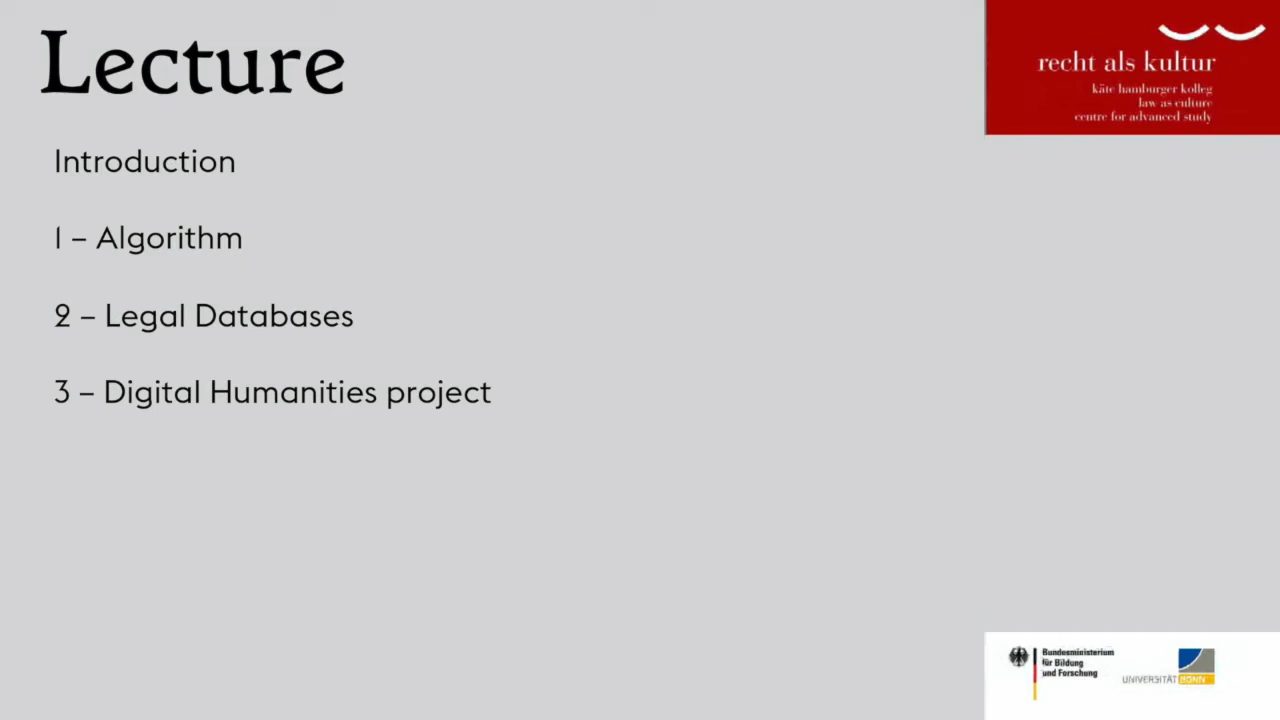 Lecture
recht als kultur
käte hamburger kolleg
law as culture
centre for advanced study
Introduction
1 – Algorithm
2 – Legal Databases
3 – Digital Humanities project
Bundesministerium
für Bildung
und Forschung
UNIVERSITÄT BONN